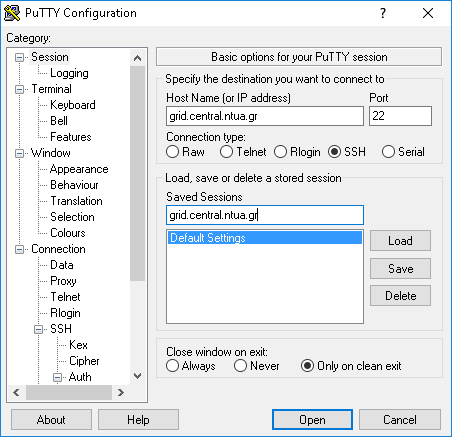 PuTTY Configuration
Category:
Session
Logging
Terminal
Keyboard
Bell
Features
Window
Appearance
Behaviour
Translation
Selection
Colours
Connection
Data
Proxy
Telnet
Rlogin
SSH
Kex
Cipher
Auth
Basic options for your PuTTY session
Specify the destination you want to connect to
Host Name (or IP address) Port
grid.central.ntua.gr 22
Connection type:
Raw Telnet Rlogin SSH Serial
Load, save or delete a stored session
Saved Sessions
grid.central.ntua.gr
Default Settings
Load
Save
Delete
Close window on exit:
Always Never Only on clean exit
About Help Open Cancel